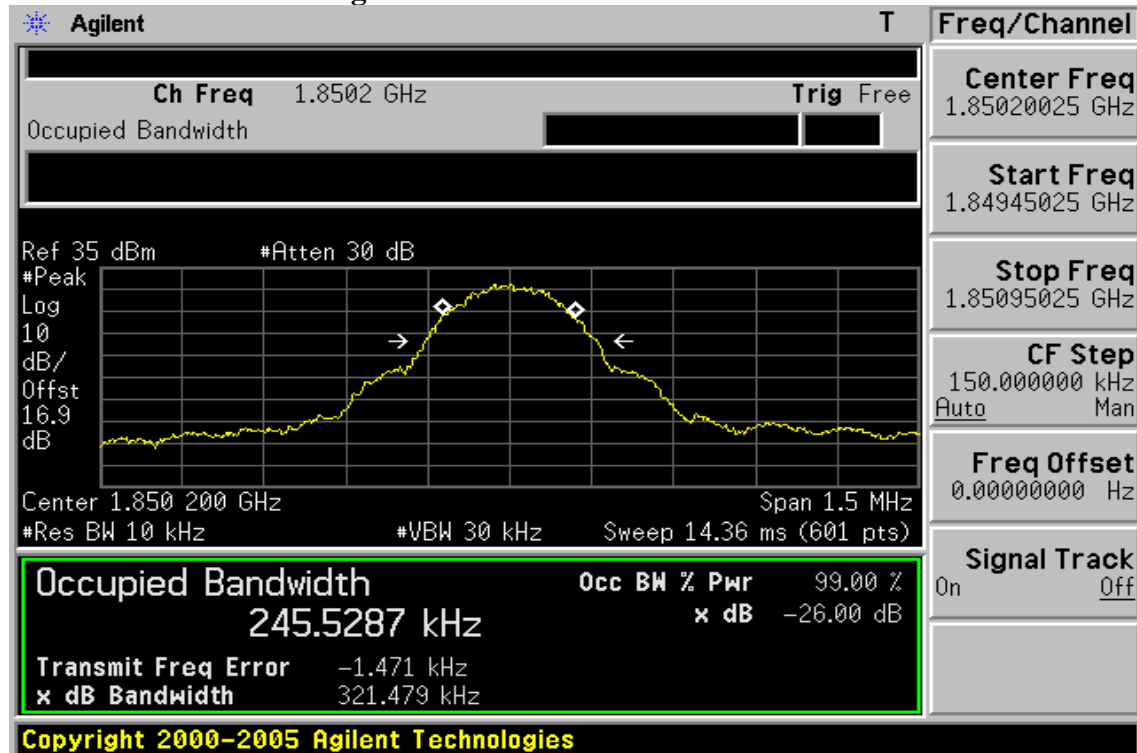 Agilent T
Freq/Channel
Ch Freq 1.8502 GHz Trig Free
Occupied Bandwidth
Center Freq
1.85020025 GHz
Start Freq
1.84945025 GHz
Stop Freq
1.85095025 GHz
CF Step
150.000000 kHz
Auto Man
Freq Offset
0.00000000 Hz
Signal Track
On Off
Ref 35 dBm #Atten 30 dB
#Peak
Log
10
dB/
Offst
16.9
dB
Center 1.850 200 GHz Span 1.5 MHz
#Res BW 10 kHz #VBW 30 kHz Sweep 14.36 ms (601 pts)
Occupied Bandwidth Occ BW % Pwr 99.00 %
245.5287 kHz x dB -26.00 dB
Transmit Freq Error -1.471 kHz
x dB Bandwidth 321.479 kHz
Copyright 2000-2005 Agilent Technologies